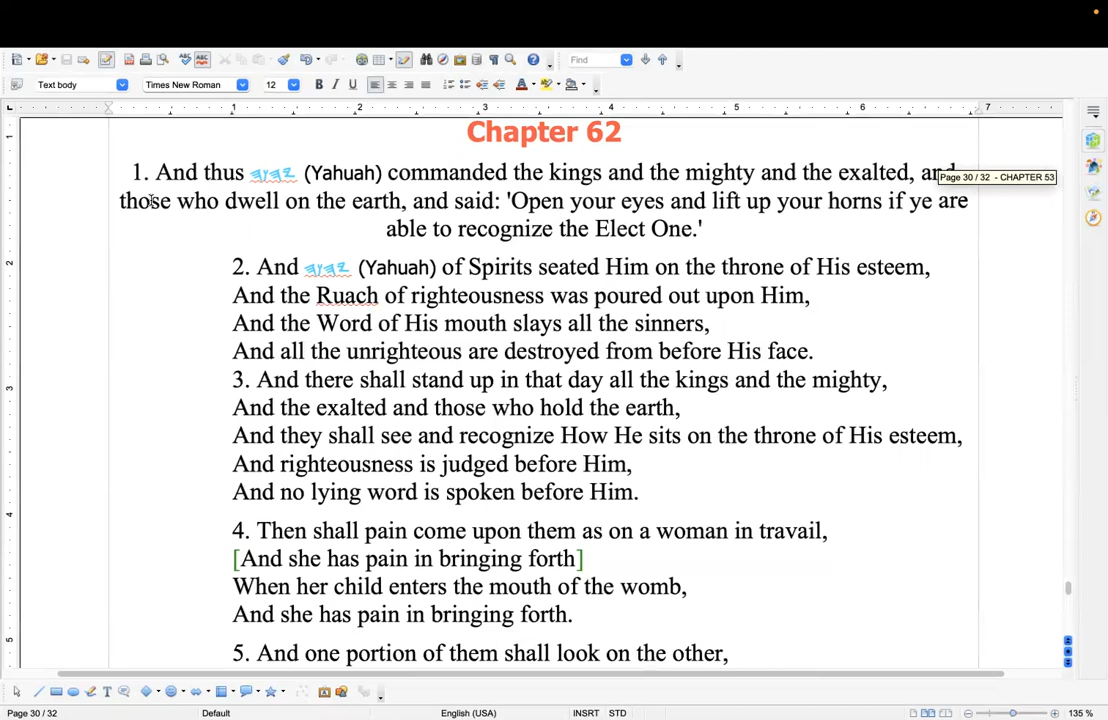 Text body
Times New Roman
12
Find
1
2
3
4
5
6
7
Chapter 62
1. And thus 𐤉𐤄𐤅𐤄 (Yahuah) commanded the kings and the mighty and the exalted, and
Page 30 / 32 - CHAPTER 53
those who dwell on the earth, and said: 'Open your eyes and lift up your horns if ye are
able to recognize the Elect One.'
2. And 𐤉𐤄𐤅𐤄 (Yahuah) of Spirits seated Him on the throne of His esteem,
And the Ruach of righteousness was poured out upon Him,
And the Word of His mouth slays all the sinners,
And all the unrighteous are destroyed from before His face.
3. And there shall stand up in that day all the kings and the mighty,
And the exalted and those who hold the earth,
And they shall see and recognize How He sits on the throne of His esteem,
And righteousness is judged before Him,
And no lying word is spoken before Him.
4. Then shall pain come upon them as on a woman in travail,
[And she has pain in bringing forth]
When her child enters the mouth of the womb,
And she has pain in bringing forth.
5. And one portion of them shall look on the other,
Page 30 / 32
Default
English (USA)
INSRT
STD
135 %